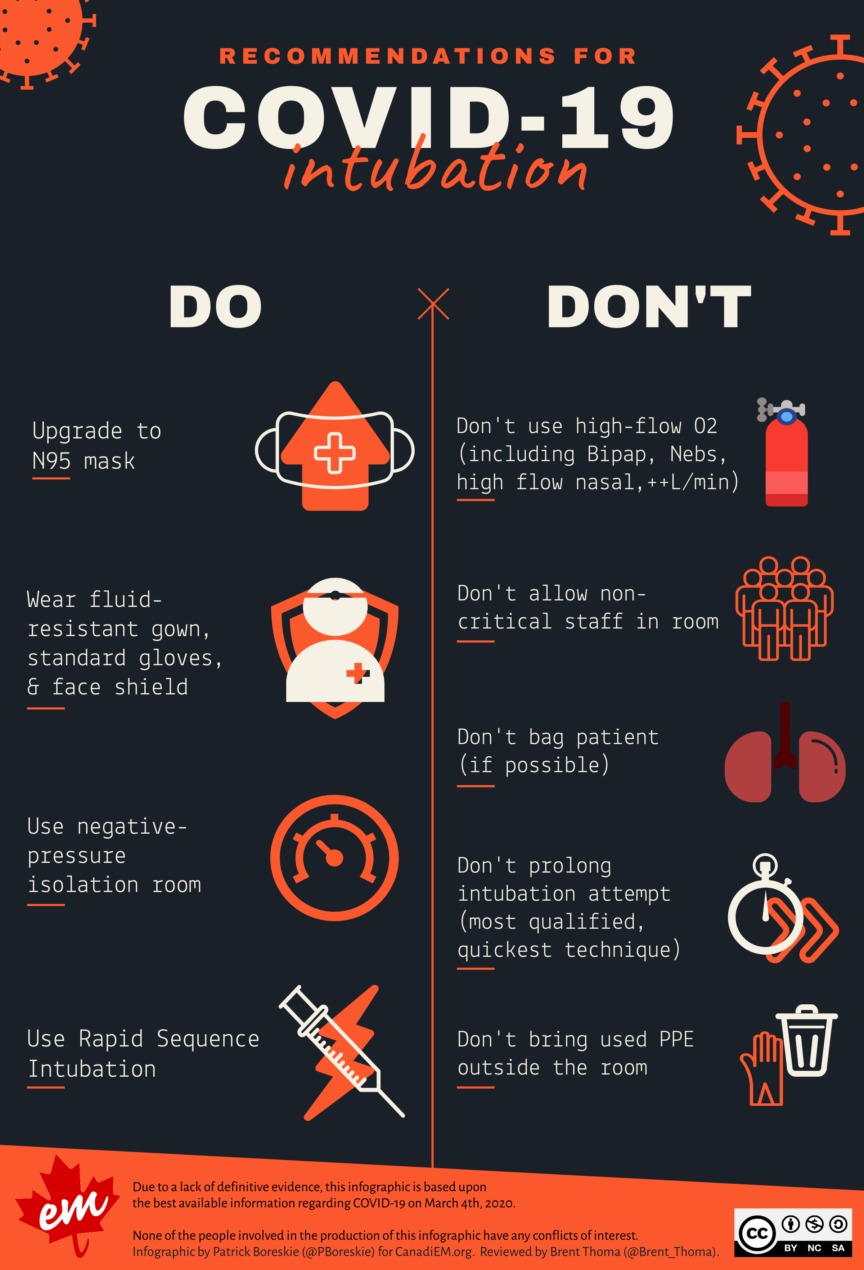 RECOMMENDATIONS FOR
COVID-19
intubation
DO
Upgrade to
N95 mask
Wear fluid-
resistant gown,
standard gloves,
& face shield
Use negative-
pressure
isolation room
Use Rapid Sequence
Intubation
DON'T
Don't use high-flow O2
(including Bipap, Nebs,
high flow nasal,++L/min)
Don't allow non-
critical staff in room
Don't bag patient
(if possible)
Don't prolong
intubation attempt
(most qualified,
quickest technique)
Don't bring used PPE
outside the room
em
Due to a lack of definitive evidence, this infographic is based upon
the best available information regarding COVID-19 on March 4th, 2020.
None of the people involved in the production of this infographic have any conflicts of interest.
Infographic by Patrick Boreskie (@PBoreskie) for CanadiEM.org. Reviewed by Brent Thoma (@Brent_Thoma).
cc
BY NC SA